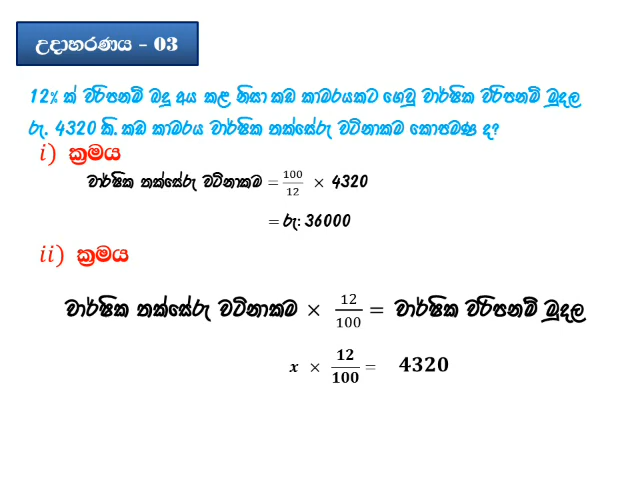 උදාහරණය - 03
12% ක් වරිපනම් බදු අය කළ නිසා කඩ කාමරයකට ගෙවූ වාර්ෂික වරිපනම් මුදල
රු. 4320 කි. කඩ කාමරය වාර්ෂික තක්සේරු වටිනාකම කොපමණ ද?
i) ක්‍රමය
වාර්ෂික තක්සේරු වටිනාකම = 100/12 × 4320
= රු: 36000
ii) ක්‍රමය
වාර්ෂික තක්සේරු වටිනාකම × 12/100 = වාර්ෂික වරිපනම් මුදල
x × 12/100 = 4320